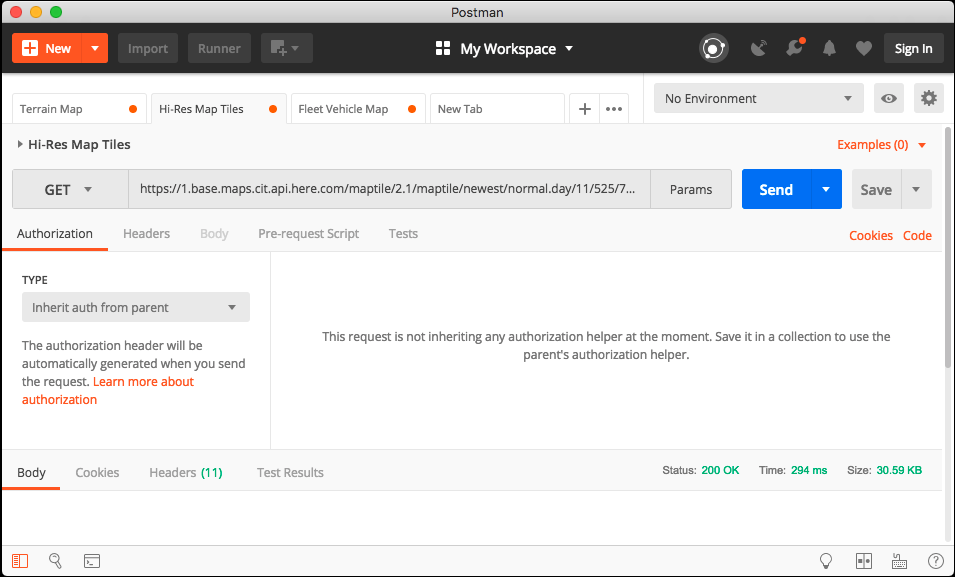 Postman
New Import Runner My Workspace Sign In
Terrain Map Hi-Res Map Tiles Fleet Vehicle Map New Tab No Environment
Hi-Res Map Tiles Examples (0)
GET https://1.base.maps.cit.api.here.com/maptile/2.1/maptile/newest/normal.day/11/525/7... Params Send Save
Authorization Headers Body Pre-request Script Tests Cookies Code
TYPE
Inherit auth from parent
The authorization header will be
automatically generated when you send
the request. Learn more about
authorization
This request is not inheriting any authorization helper at the moment. Save it in a collection to use the
parent's authorization helper.
Body Cookies Headers (11) Test Results Status: 200 OK Time: 294 ms Size: 30.59 KB